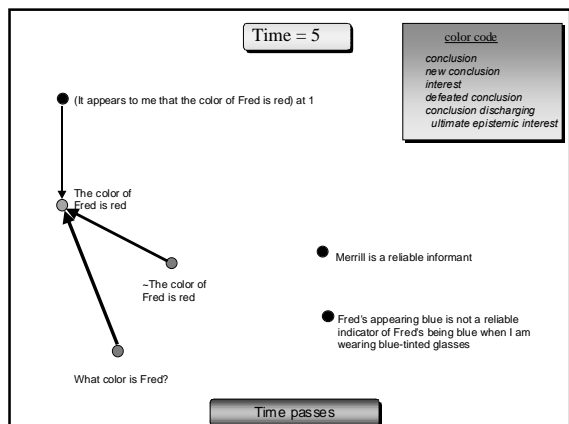 Time = 5
color code
conclusion
new conclusion
interest
defeated conclusion
conclusion discharging
ultimate epistemic interest
(It appears to me that the color of Fred is red) at 1
The color of
Fred is red
~The color of
Fred is red
Merrill is a reliable informant
Fred's appearing blue is not a reliable
indicator of Fred's being blue when I am
wearing blue-tinted glasses
What color is Fred?
Time passes